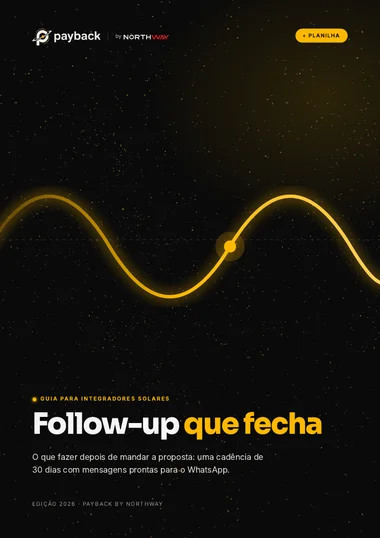 payback by NORTHWAY
+ PLANILHA
GUIA PARA INTEGRADORES SOLARES
Follow-up que fecha
O que fazer depois de mandar a proposta: uma cadência de
30 dias com mensagens prontas para o WhatsApp.
EDIÇÃO 2026 · PAYBACK BY NORTHWAY